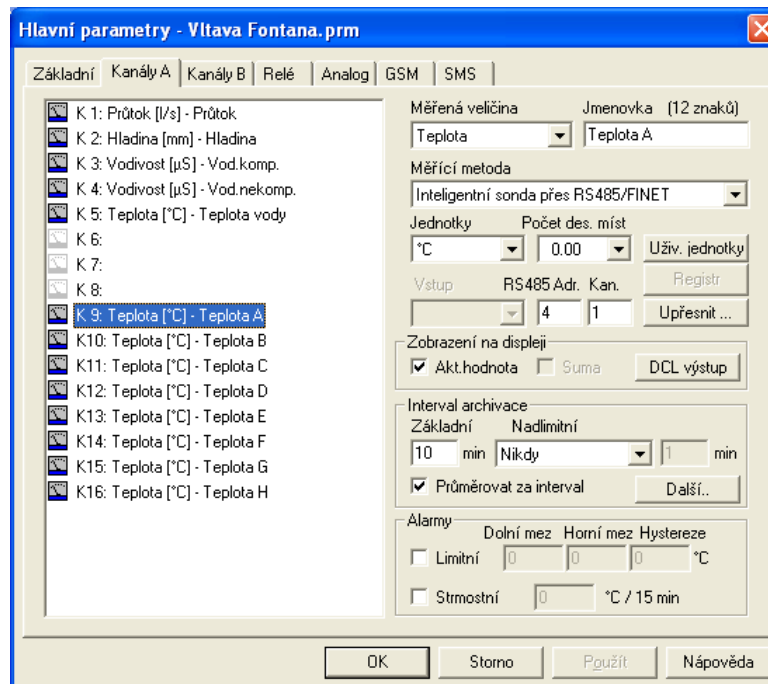 Hlavní parametry - Vltava Fontana.prm
Základní Kanály A Kanály B Relé Analog GSM SMS
K 1: Průtok [l/s] - Průtok
K 2: Hladina [mm] - Hladina
K 3: Vodivost [µS] - Vod.komp.
K 4: Vodivost [µS] - Vod.nekomp.
K 5: Teplota [°C] - Teplota vody
K 6:
K 7:
K 8:
K 9: Teplota [°C] - Teplota A
K10: Teplota [°C] - Teplota B
K11: Teplota [°C] - Teplota C
K12: Teplota [°C] - Teplota D
K13: Teplota [°C] - Teplota E
K14: Teplota [°C] - Teplota F
K15: Teplota [°C] - Teplota G
K16: Teplota [°C] - Teplota H
Měřená veličina Jmenovka (12 znaků)
Teplota Teplota A
Měřící metoda
Inteligentní sonda přes RS485/FINET
Jednotky Počet des. míst
°C 0.00 Uživ. jednotky
Vstup RS485 Adr. Kan. Registr
4 1 Upřesnit ...
Zobrazení na displeji
Akt.hodnota Suma DCL výstup
Interval archivace
Základní Nadlimitní
10 min Nikdy 1 min
Průměrovat za interval Další..
Alarmy
Dolní mez Horní mez Hystereze
Limitní 0 0 0 °C
Strmostní 0 °C / 15 min
OK Storno Použít Nápověda